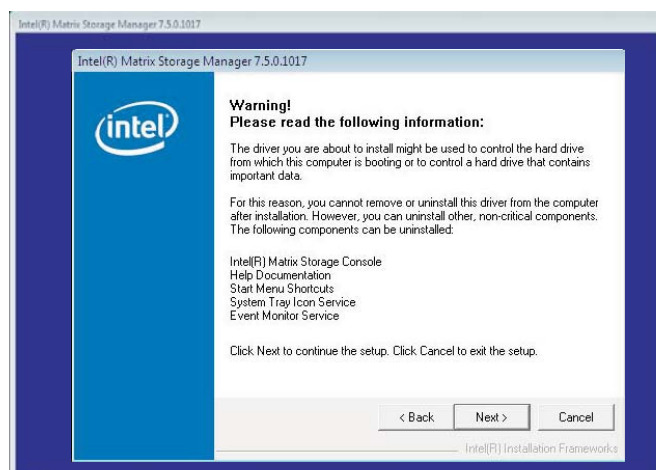 Intel(R) Matrix Storage Manager 7.5.0.1017
Intel(R) Matrix Storage Manager 7.5.0.1017
intel
Warning!
Please read the following information:
The driver you are about to install might be used to control the hard drive
from which this computer is booting or to control a hard drive that contains
important data.
For this reason, you cannot remove or uninstall this driver from the computer
after installation. However, you can uninstall other, non-critical components.
The following components can be uninstalled:
Intel(R) Matrix Storage Console
Help Documentation
Start Menu Shortcuts
System Tray Icon Service
Event Monitor Service
Click Next to continue the setup. Click Cancel to exit the setup.
< Back Next > Cancel
Intel(R) Installation Frameworks